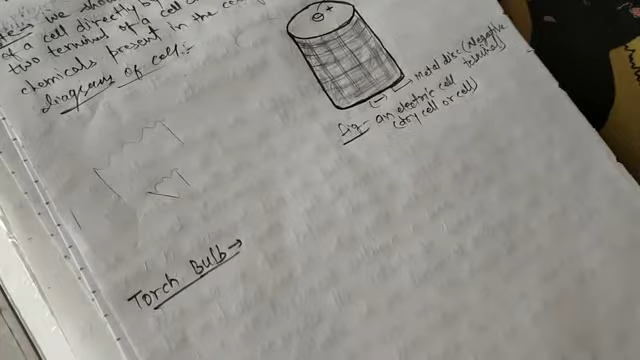 we should
of a cell directly by
two terminal of a cell
chemicals present in the
diagram of cell:-
+
Metal disc (Negative
terminal)
(-)
Fig- an electric cell
(dry cell or cell)
Torch Bulb →